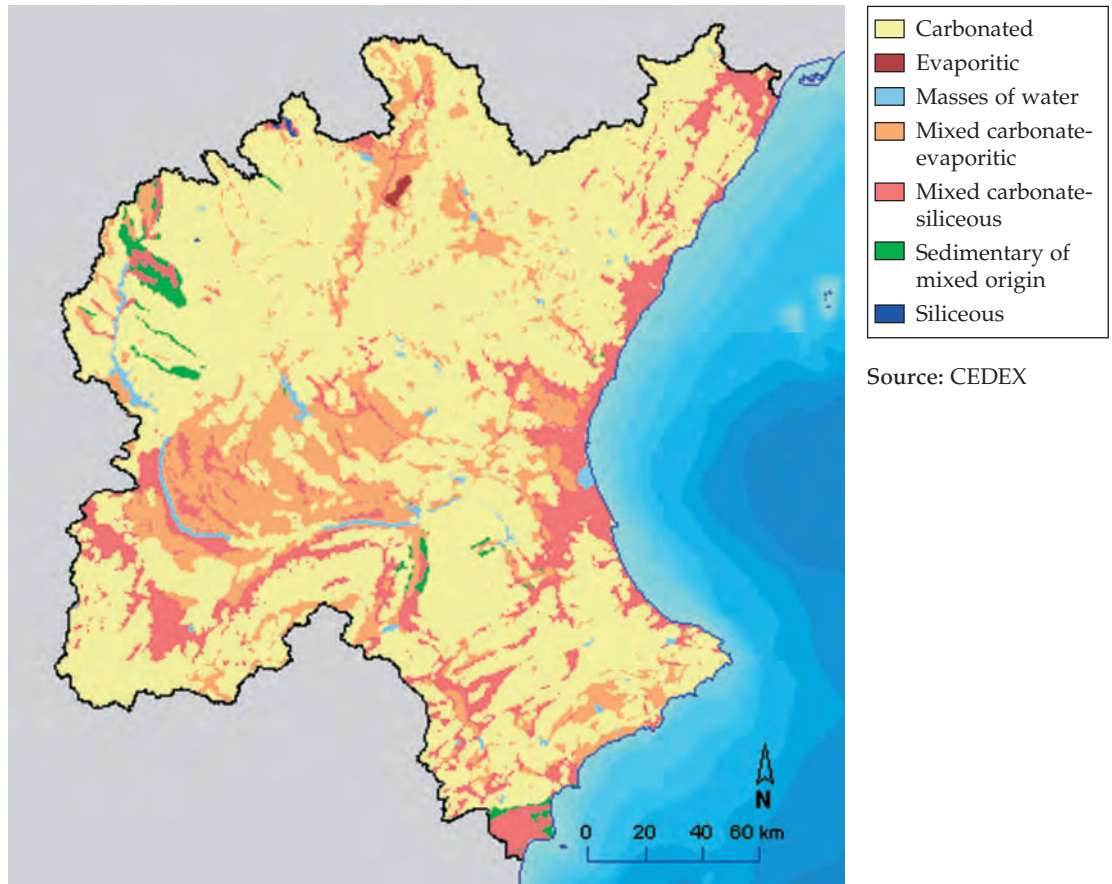 Carbonated
Evaporitic
Masses of water
Mixed carbonate-
evaporitic
Mixed carbonate-
siliceous
Sedimentary of
mixed origin
Siliceous
Source: CEDEX
N
0 20 40 60 km